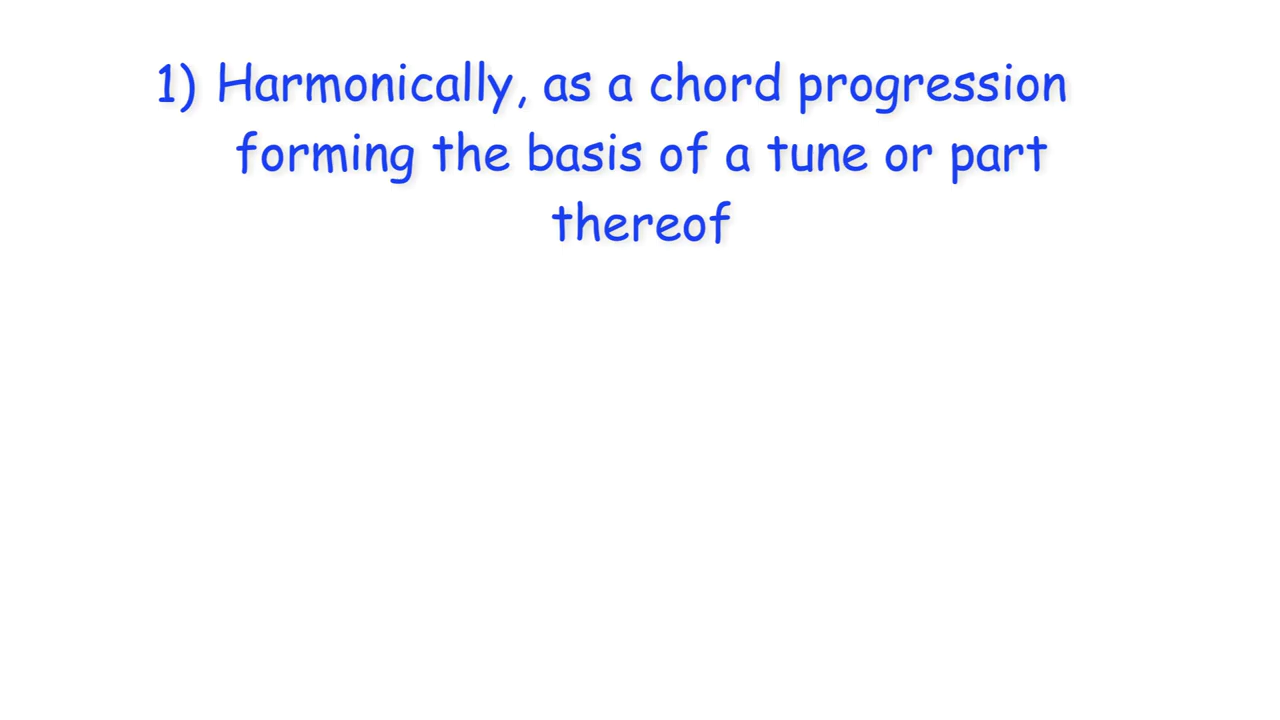 1) Harmonically, as a chord progression
forming the basis of a tune or part
thereof